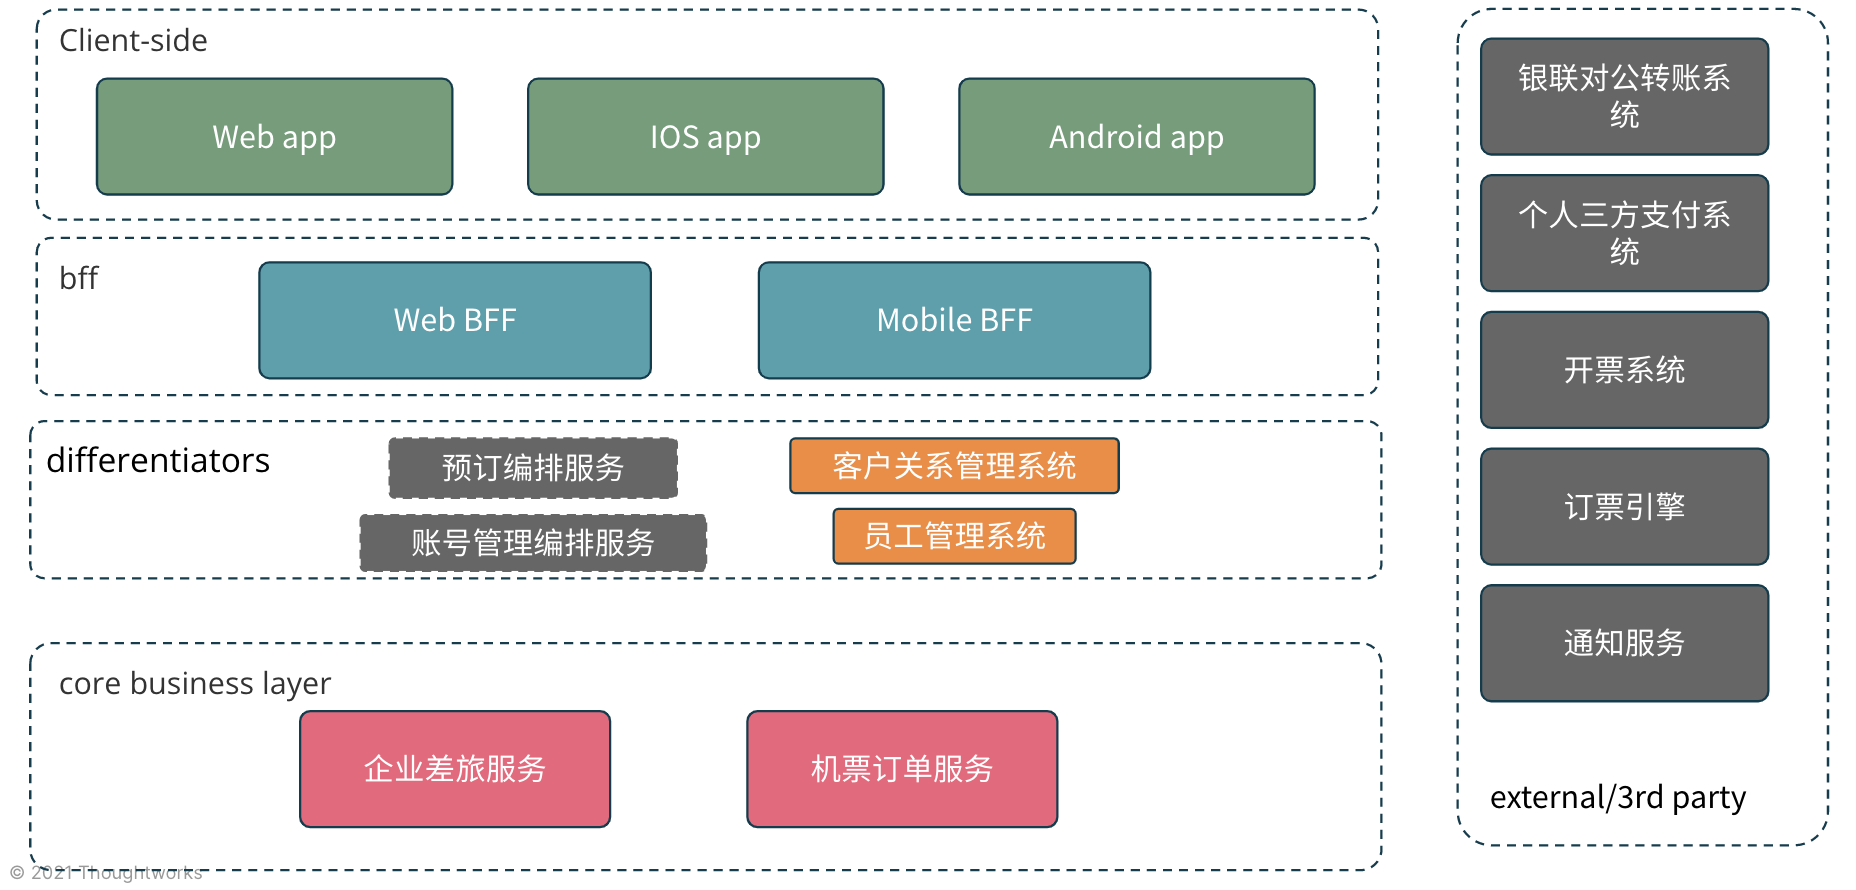 Client-side
Web app
IOS app
Android app
bff
Web BFF
Mobile BFF
differentiators
预订编排服务
客户关系管理系统
账号管理编排服务
员工管理系统
core business layer
企业差旅服务
机票订单服务
© 2021 Thoughtworks
银联对公转账系
统
个人三方支付系
统
开票系统
订票引擎
通知服务
external/3rd party